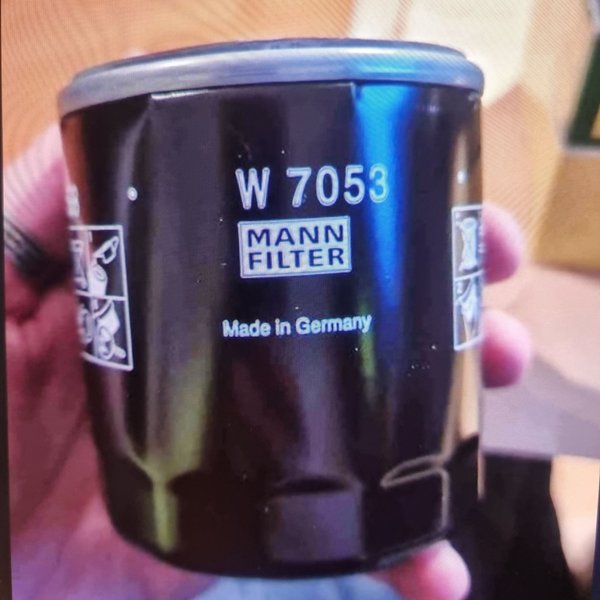 W 7053
MANN
FILTER
Made in Germany